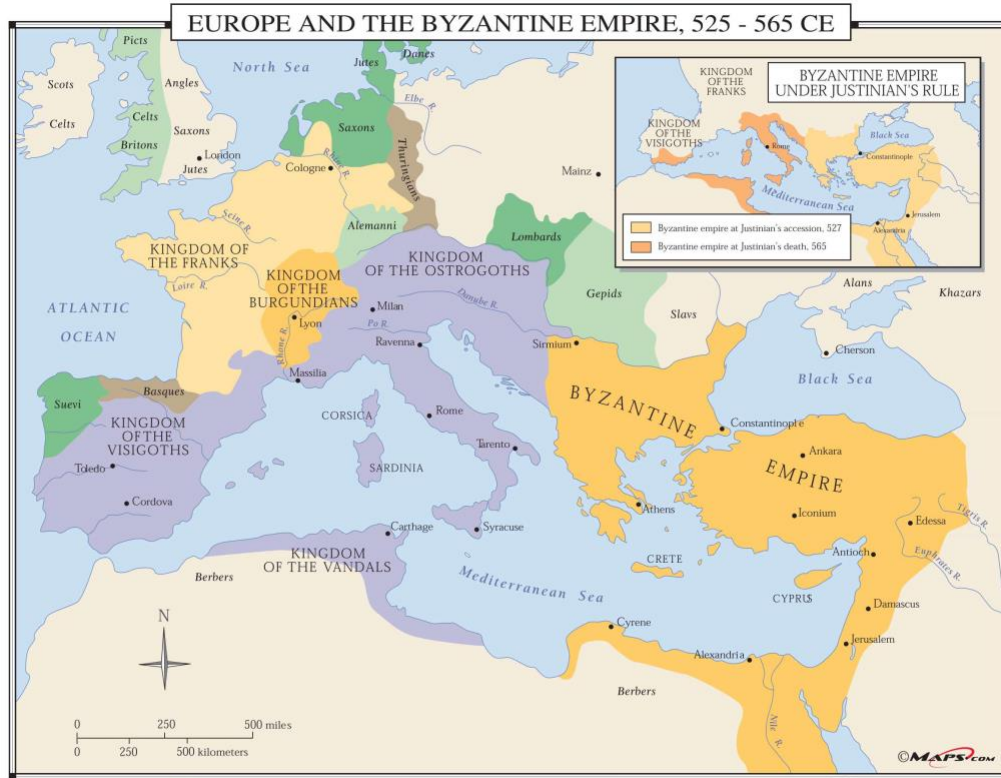 EUROPE AND THE BYZANTINE EMPIRE, 525 - 565 CE
Picts
Scots
Angles
Celts
Celts
Britons
Saxons
London
Jutes
North Sea
Jutes
Danes
Elbe R.
Saxons
Thuringians
Rhine R.
Cologne
Mainz
Seine R.
Alemanni
KINGDOM OF
THE FRANKS
Loire R.
KINGDOM
OF THE
BURGUNDIANS
Lyon
Rhone R.
ATLANTIC
OCEAN
KINGDOM
OF THE OSTROGOTHS
Danube R.
Milan
Po R.
Ravenna
Massilia
Lombards
Gepids
Slavs
Sirmium
Alans
Khazars
Cherson
Black Sea
Suevi
Basques
KINGDOM
OF THE
VISIGOTHS
Toledo
Cordova
CORSICA
SARDINIA
Rome
Tarento
BYZANTINE
EMPIRE
Constantinople
Ankara
Iconium
Athens
Edessa
Tigris R.
Euphrates R.
Antioch
CRETE
CYPRUS
Damascus
Jerusalem
Carthage
Syracuse
KINGDOM
OF THE VANDALS
Berbers
Mediterranean Sea
Cyrene
Alexandria
Berbers
Nile R.
N
0 250 500 miles
0 250 500 kilometers
©MAPS.COM
BYZANTINE EMPIRE
UNDER JUSTINIAN'S RULE
KINGDOM
OF THE
FRANKS
KINGDOM
OF THE
VISIGOTHS
Rome
Black Sea
Constantinople
Mediterranean Sea
Jerusalem
Alexandria
Byzantine empire at Justinian's accession, 527
Byzantine empire at Justinian's death, 565